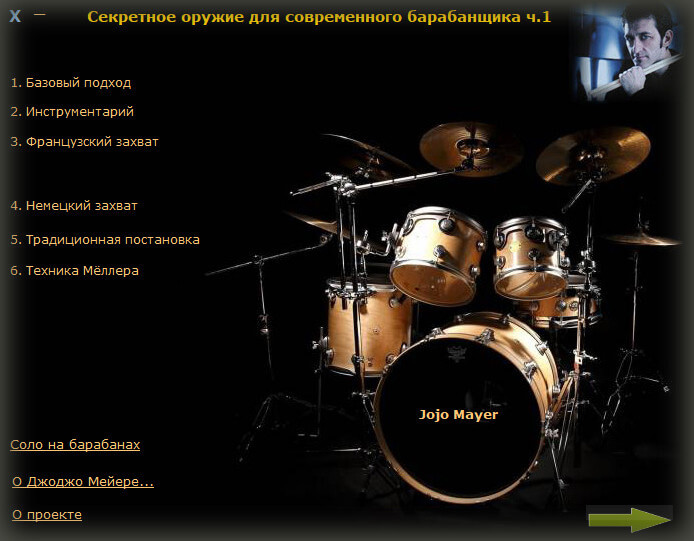 X – Секретное оружие для современного барабанщика ч.1
1. Базовый подход
2. Инструментарий
3. Французский захват
4. Немецкий захват
5. Традиционная постановка
6. Техника Мёллера
Jojo Mayer
Соло на барабанах
О Джоджо Мейере...
О проекте